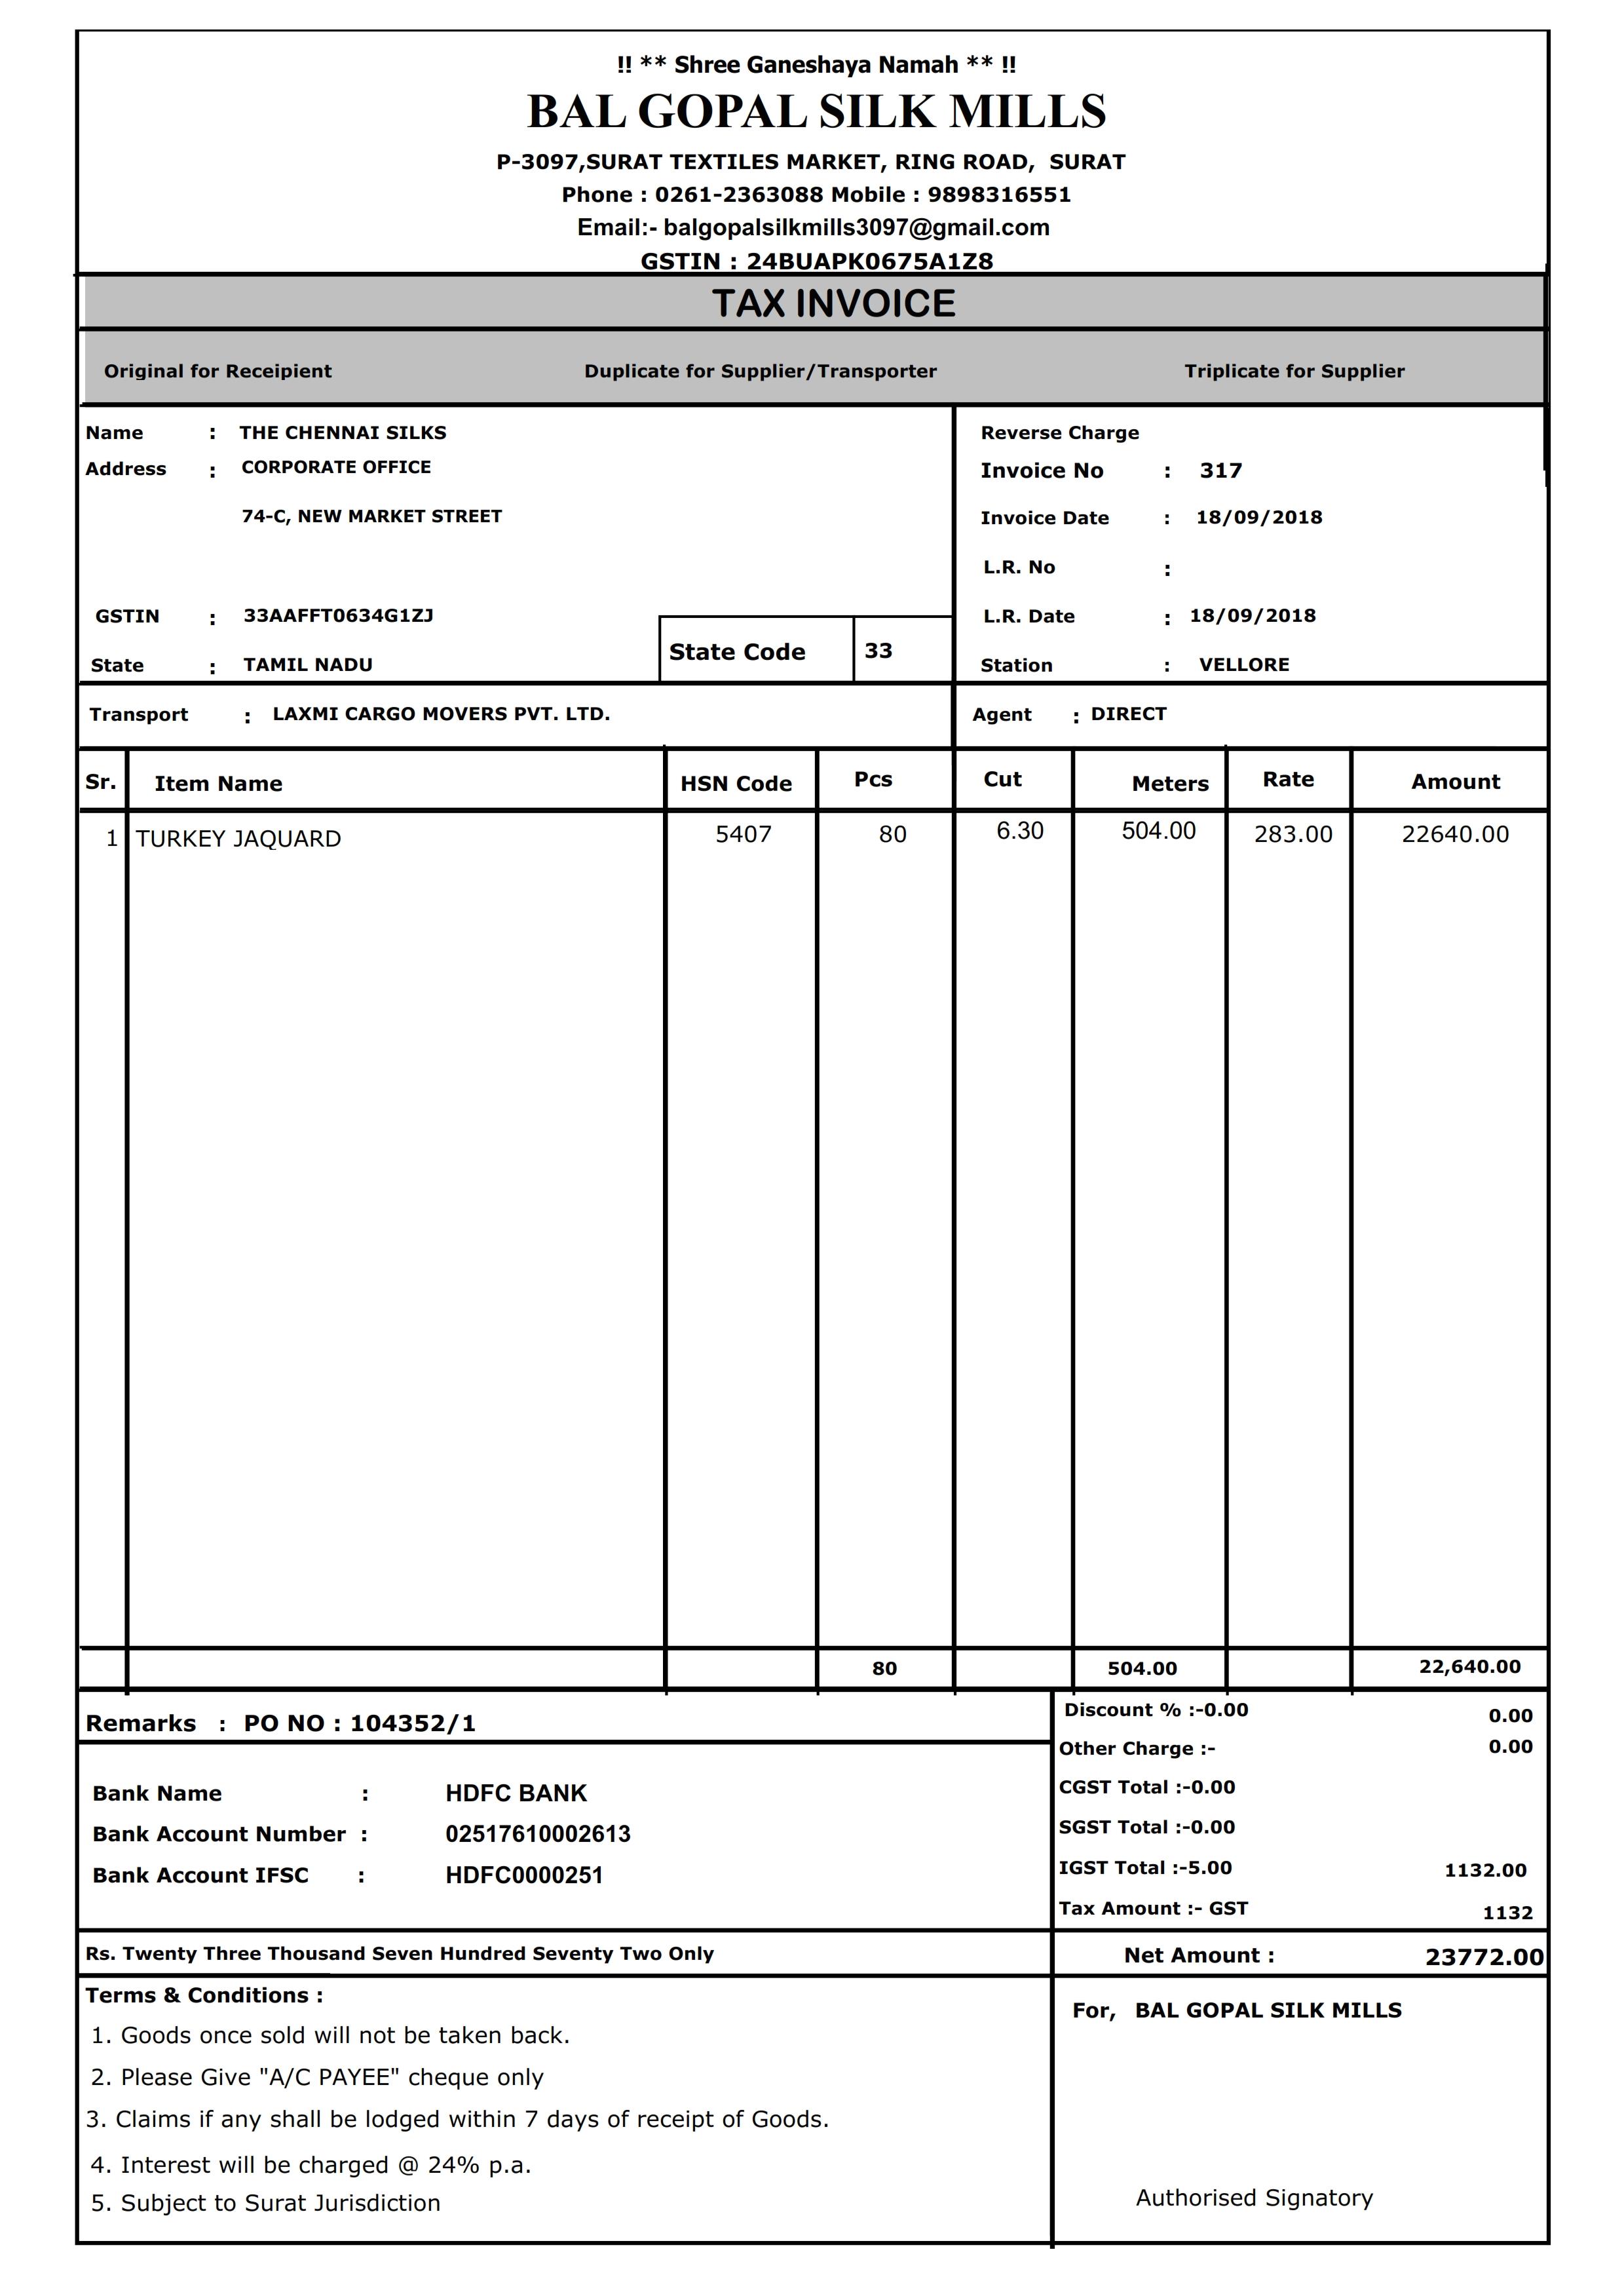 !! ** Shree Ganeshaya Namah ** !!
BAL GOPAL SILK MILLS
P-3097,SURAT TEXTILES MARKET, RING ROAD, SURAT
Phone : 0261-2363088 Mobile : 9898316551
Email:- balgopalsilkmills3097@gmail.com
GSTIN : 24BUAPK0675A1Z8
TAX INVOICE
Original for Receipient Duplicate for Supplier/Transporter Triplicate for Supplier
Name : THE CHENNAI SILKS
Address : CORPORATE OFFICE
74-C, NEW MARKET STREET
GSTIN : 33AAFFT0634G1ZJ
State : TAMIL NADU
State Code 33
Reverse Charge
Invoice No : 317
Invoice Date : 18/09/2018
L.R. No :
L.R. Date : 18/09/2018
Station : VELLORE
Transport : LAXMI CARGO MOVERS PVT. LTD.
Agent : DIRECT
Sr. Item Name HSN Code Pcs Cut Meters Rate Amount
1 TURKEY JAQUARD 5407 80 6.30 504.00 283.00 22640.00
80 504.00 22,640.00
Remarks : PO NO : 104352/1
Bank Name : HDFC BANK
Bank Account Number : 02517610002613
Bank Account IFSC : HDFC0000251
Discount % :-0.00 0.00
Other Charge :- 0.00
CGST Total :-0.00
SGST Total :-0.00
IGST Total :-5.00 1132.00
Tax Amount :- GST 1132
Rs. Twenty Three Thousand Seven Hundred Seventy Two Only
Net Amount : 23772.00
Terms & Conditions :
1. Goods once sold will not be taken back.
2. Please Give "A/C PAYEE" cheque only
3. Claims if any shall be lodged within 7 days of receipt of Goods.
4. Interest will be charged @ 24% p.a.
5. Subject to Surat Jurisdiction
For, BAL GOPAL SILK MILLS
Authorised Signatory